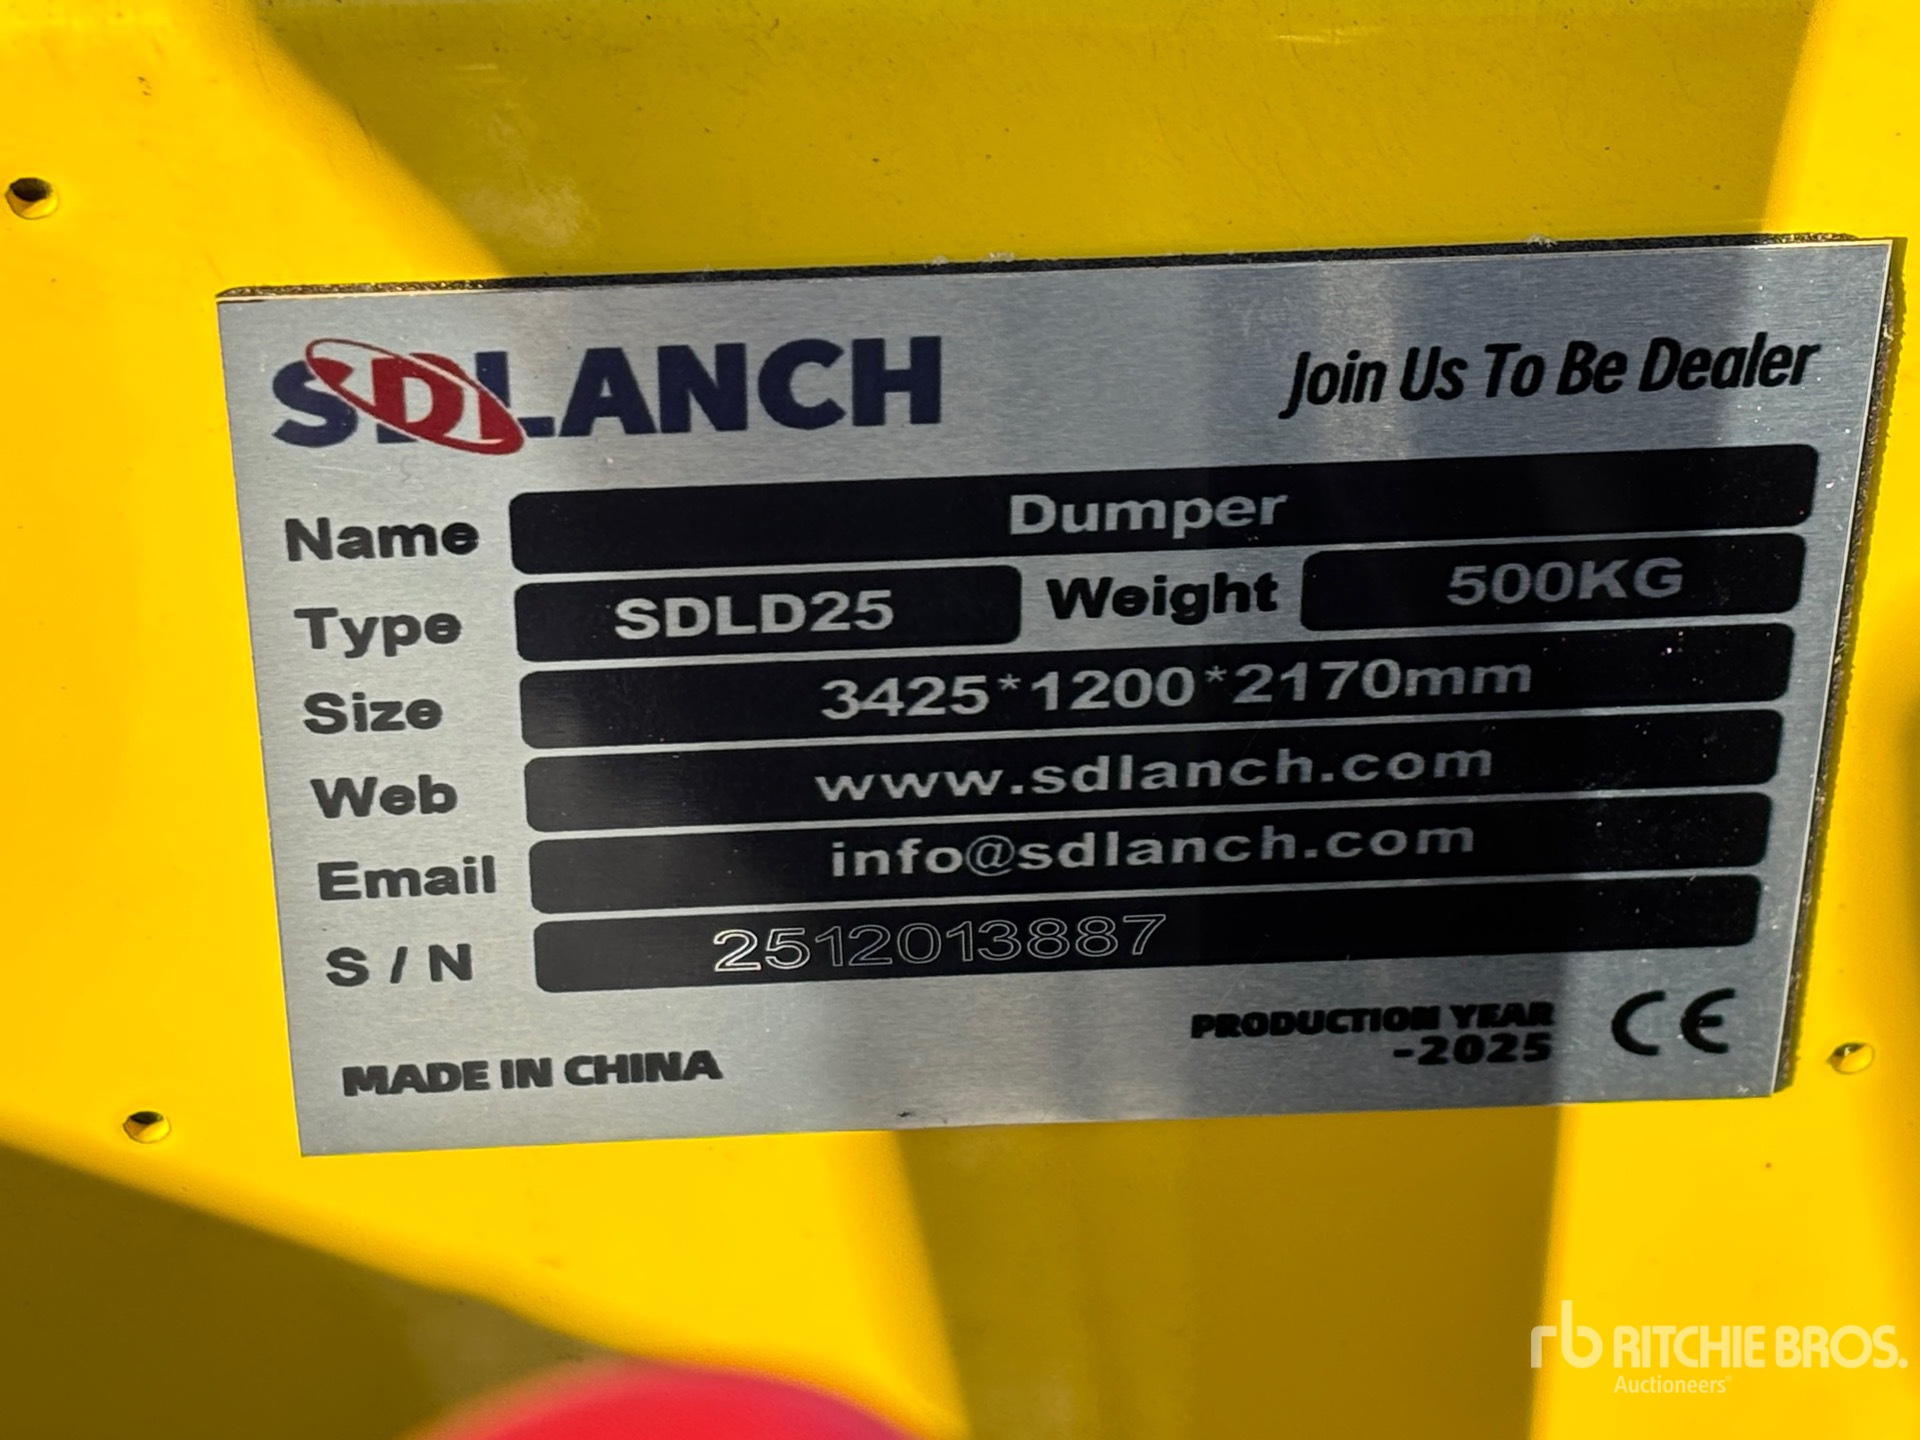 SDLANCH
Join Us To Be Dealer
Name Dumper
Type SDLD25 Weight 500KG
Size 3425*1200*2170mm
Web www.sdlanch.com
Email info@sdlanch.com
S / N 2512013887
MADE IN CHINA
PRODUCTION YEAR
-2025
CE
rb RITCHIE BROS.
Auctioneers